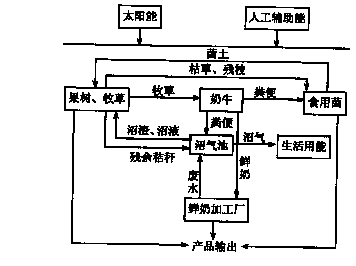 太阳能
人工辅助能
菌土
枯草、残梗
果树、牧草
牧草
奶牛
粪便
食用菌
粪便
沼渣、沼液
沼气池
沼气
生活用能
残余秸秆
废水
鲜奶
鲜奶加工厂
产品输出